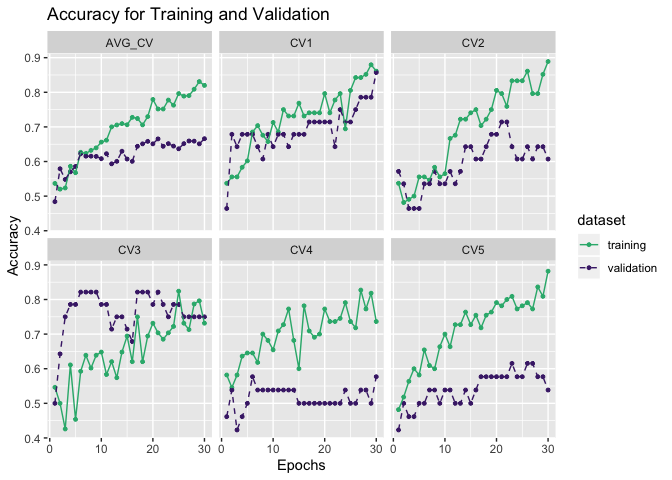 Accuracy for Training and Validation
AVG_CV
CV1
CV2
0.9
0.8
0.7
0.6
0.5
0.4
CV3
CV4
CV5
0.9
0.8
0.7
0.6
0.5
0.4
0 10 20 30
0 10 20 30
0 10 20 30
Accuracy
Epochs
dataset
training
validation